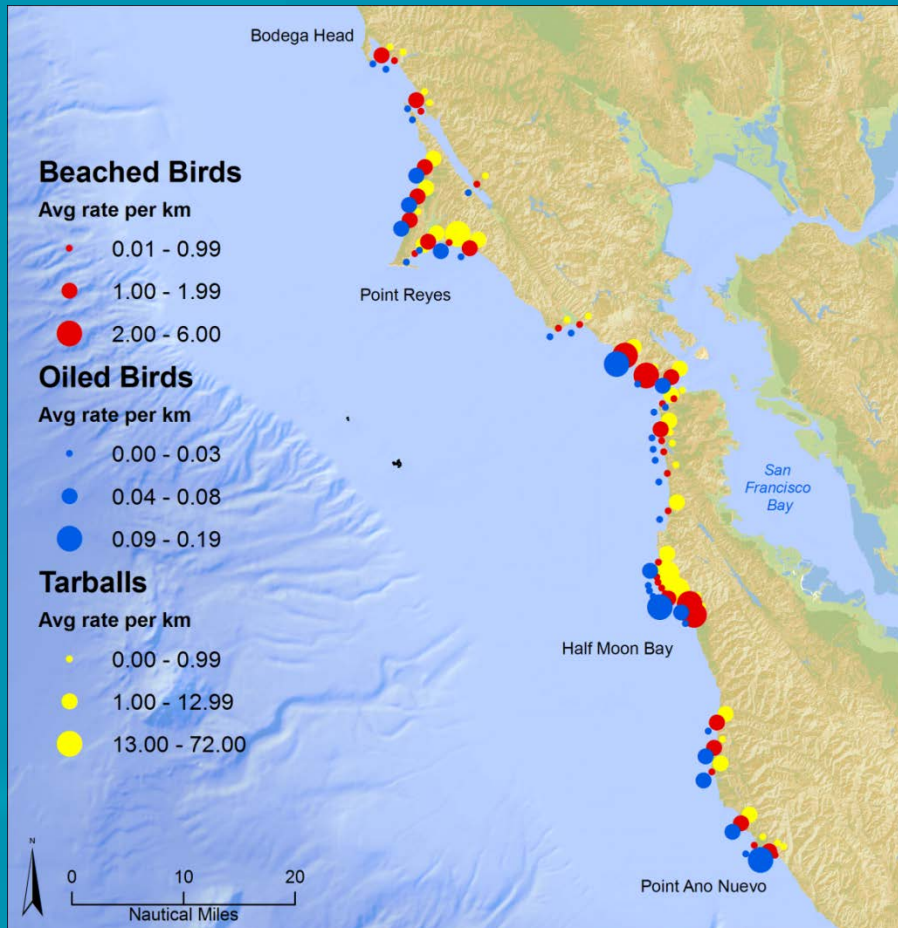 Bodega Head
Beached Birds
Avg rate per km
0.01 - 0.99
1.00 - 1.99
2.00 - 6.00
Point Reyes
Oiled Birds
Avg rate per km
0.00 - 0.03
0.04 - 0.08
0.09 - 0.19
San
Francisco
Bay
Tarballs
Avg rate per km
0.00 - 0.99
1.00 - 12.99
13.00 - 72.00
Half Moon Bay
N
0 10 20
Nautical Miles
Point Ano Nuevo